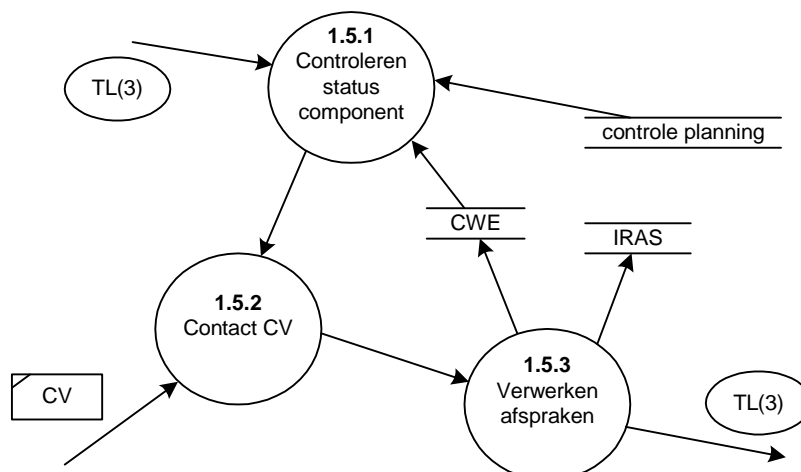 1.5.1
Controleren
status
component
TL(3)
controle planning
CWE
IRAS
1.5.2
Contact CV
1.5.3
Verwerken
afspraken
CV
TL(3)